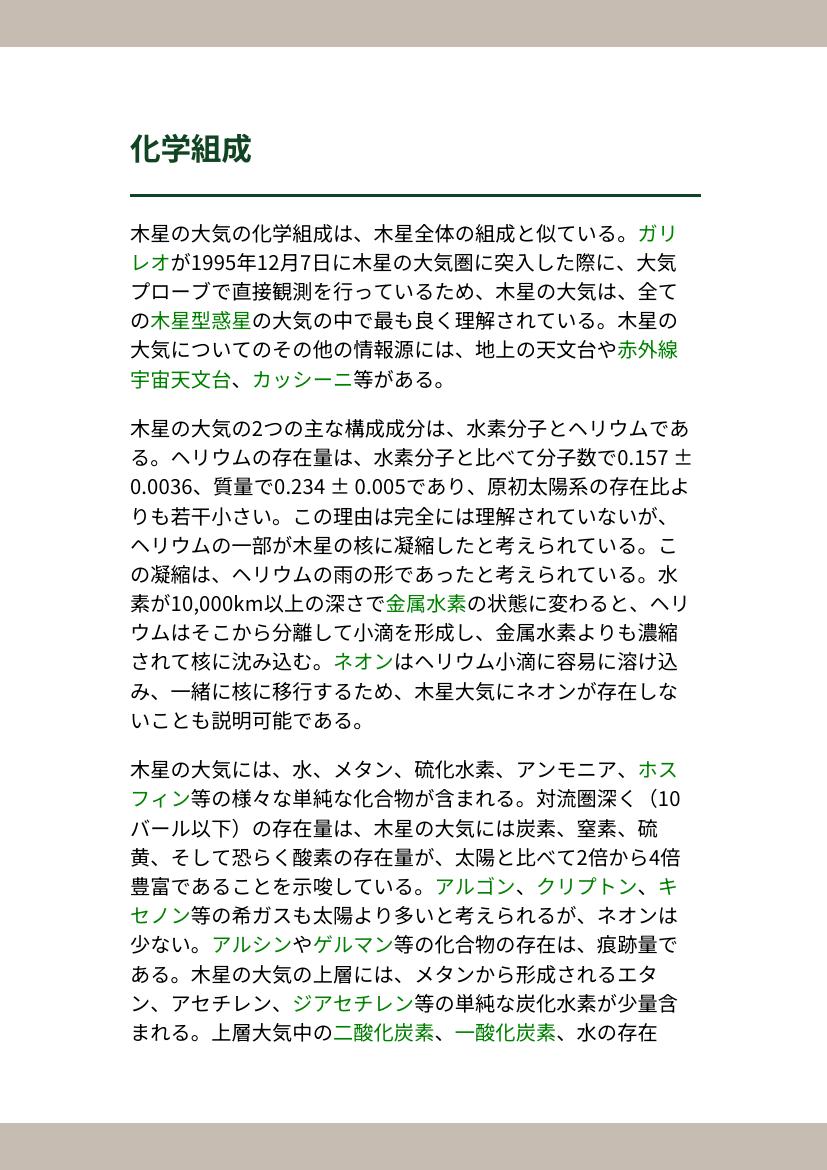 化学組成
木星の大気の化学組成は、木星全体の組成と似ている。ガリ
レオが1995年12月7日に木星の大気圏に突入した際に、大気
プローブで直接観測を行っているため、木星の大気は、全て
の木星型惑星の大気の中で最も良く理解されている。木星の
大気についてのその他の情報源には、地上の天文台や赤外線
宇宙天文台、カッシーニ等がある。
木星の大気の2つの主な構成成分は、水素分子とヘリウムであ
る。ヘリウムの存在量は、水素分子と比べて分子数で0.157 ±
0.0036、質量で0.234 ± 0.005であり、原初太陽系の存在比よ
りも若干小さい。この理由は完全には理解されていないが、
ヘリウムの一部が木星の核に凝縮したと考えられている。こ
の凝縮は、ヘリウムの雨の形であったと考えられている。水
素が10,000km以上の深さで金属水素の状態に変わると、ヘリ
ウムはそこから分離して小滴を形成し、金属水素よりも濃縮
されて核に沈み込む。ネオンはヘリウム小滴に容易に溶け込
み、一緒に核に移行するため、木星大気にネオンが存在しな
いことも説明可能である。
木星の大気には、水、メタン、硫化水素、アンモニア、ホス
フィン等の様々な単純な化合物が含まれる。対流圏深く（10
バール以下）の存在量は、木星の大気には炭素、窒素、硫
黄、そして恐らく酸素の存在量が、太陽と比べて2倍から4倍
豊富であることを示唆している。アルゴン、クリプトン、キ
セノン等の希ガスも太陽より多いと考えられるが、ネオンは
少ない。アルシンやゲルマン等の化合物の存在は、痕跡量で
ある。木星の大気の上層には、メタンから形成されるエタ
ン、アセチレン、ジアセチレン等の単純な炭化水素が少量含
まれる。上層大気中の二酸化炭素、一酸化炭素、水の存在